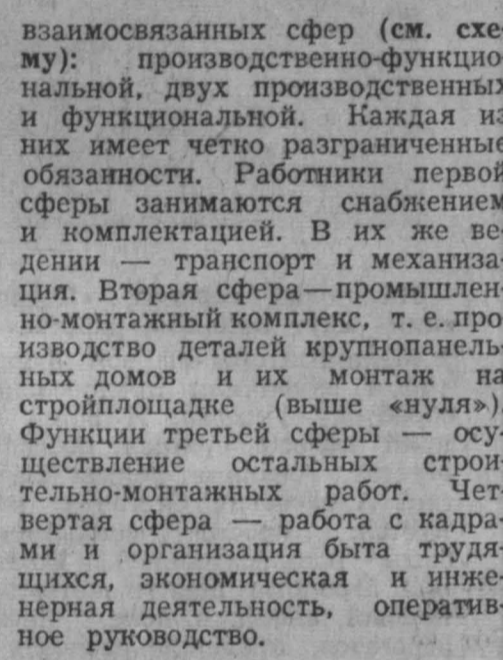 взаимосвязанных сфер (см. схе-
му): производственно-функцио-
нальной, двух производственных
и функциональной. Каждая из
них имеет четко разграниченные
обязанности. Работники первой
сферы занимаются снабжением
и комплектацией. В их же ве-
дении — транспорт и механиза-
ция. Вторая сфера — промышлен-
но-монтажный комплекс, т. е. про-
изводство деталей крупнопанель-
ных домов и их монтаж на
стройплощадке (выше «нуля»).
Функции третьей сферы — осу-
ществление остальных строи-
тельно-монтажных работ. Чет-
вертая сфера — работа с кадра-
ми и организация быта трудя-
щихся, экономическая и инже-
нерная деятельность, оператив-
ное руководство.